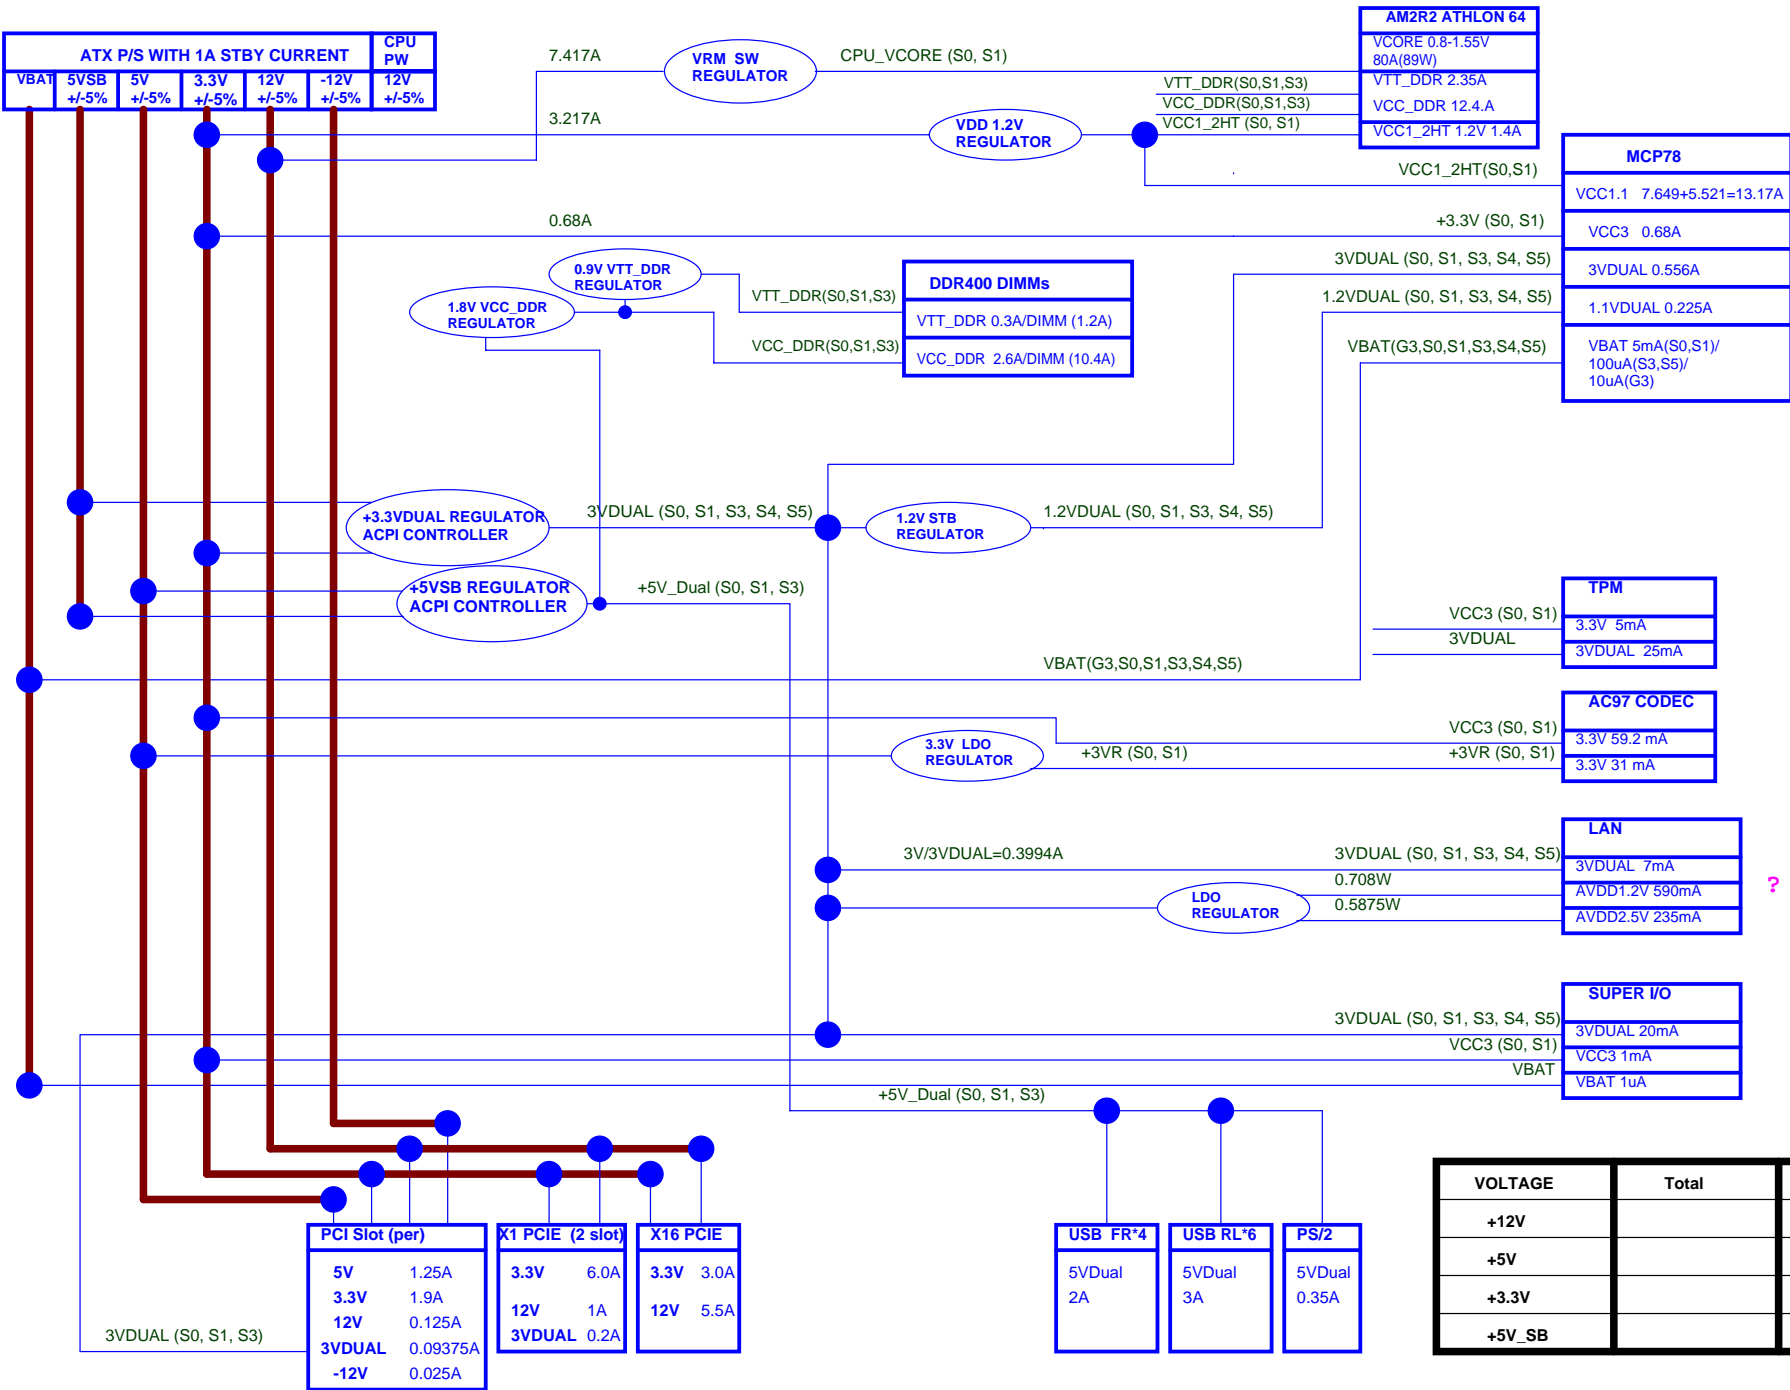 ATX P/S WITH 1A STBY CURRENT
CPU
PW
VBAT
5VSB
+/-5%
5V
+/-5%
3.3V
+/-5%
12V
+/-5%
-12V
+/-5%
12V
+/-5%
7.417A
VRM SW
REGULATOR
CPU_VCORE (S0, S1)
AM2R2 ATHLON 64
VCORE 0.8-1.55V
80A(89W)
VTT_DDR(S0,S1,S3)
VTT_DDR 2.35A
VCC_DDR(S0,S1,S3)
VCC_DDR 12.4.A
3.217A
VDD 1.2V
REGULATOR
VCC1_2HT (S0, S1)
VCC1_2HT 1.2V 1.4A
MCP78
VCC1_2HT(S0,S1)
VCC1.1 7.649+5.521=13.17A
0.68A
+3.3V (S0, S1)
VCC3 0.68A
3VDUAL (S0, S1, S3, S4, S5)
3VDUAL 0.556A
1.2VDUAL (S0, S1, S3, S4, S5)
1.1VDUAL 0.225A
VBAT(G3,S0,S1,S3,S4,S5)
VBAT 5mA(S0,S1)/
100uA(S3,S5)/
10uA(G3)
0.9V VTT_DDR
REGULATOR
1.8V VCC_DDR
REGULATOR
VTT_DDR(S0,S1,S3)
VCC_DDR(S0,S1,S3)
DDR400 DIMMs
VTT_DDR 0.3A/DIMM (1.2A)
VCC_DDR 2.6A/DIMM (10.4A)
+3.3VDUAL REGULATOR
ACPI CONTROLLER
3VDUAL (S0, S1, S3, S4, S5)
1.2V STB
REGULATOR
1.2VDUAL (S0, S1, S3, S4, S5)
+5VSB REGULATOR
ACPI CONTROLLER
+5V_Dual (S0, S1, S3)
TPM
VCC3 (S0, S1)
3.3V 5mA
3VDUAL
3VDUAL 25mA
VBAT(G3,S0,S1,S3,S4,S5)
AC97 CODEC
VCC3 (S0, S1)
3.3V 59.2 mA
3.3V LDO
REGULATOR
+3VR (S0, S1)
+3VR (S0, S1)
3.3V 31 mA
LAN
3V/3VDUAL=0.3994A
3VDUAL (S0, S1, S3, S4, S5)
3VDUAL 7mA
LDO
REGULATOR
0.708W
AVDD1.2V 590mA
0.5875W
AVDD2.5V 235mA
?
SUPER I/O
3VDUAL (S0, S1, S3, S4, S5)
3VDUAL 20mA
VCC3 (S0, S1)
VCC3 1mA
VBAT
VBAT 1uA
+5V_Dual (S0, S1, S3)
3VDUAL (S0, S1, S3)
PCI Slot (per)
5V 1.25A
3.3V 1.9A
12V 0.125A
3VDUAL 0.09375A
-12V 0.025A
X1 PCIE (2 slot)
3.3V 6.0A
12V 1A
3VDUAL 0.2A
X16 PCIE
3.3V 3.0A
12V 5.5A
USB FR*4
5VDual
2A
USB RL*6
5VDual
3A
PS/2
5VDual
0.35A
VOLTAGE Total
+12V
+5V
+3.3V
+5V_SB